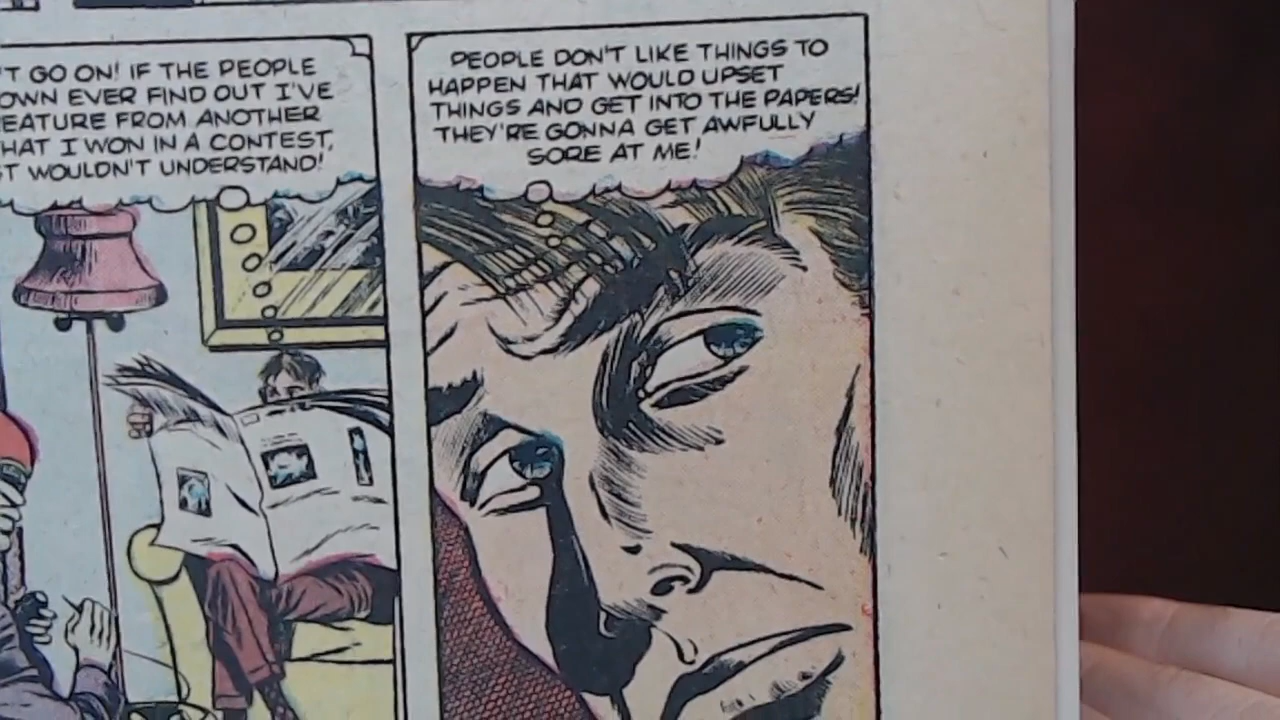 'T GO ON! IF THE PEOPLE
OWN EVER FIND OUT I'VE
EATURE FROM ANOTHER
HAT I WON IN A CONTEST,
T WOULDN'T UNDERSTAND!
PEOPLE DON'T LIKE THINGS TO
HAPPEN THAT WOULD UPSET
THINGS AND GET INTO THE PAPERS!
THEY'RE GONNA GET AWFULLY
SORE AT ME!